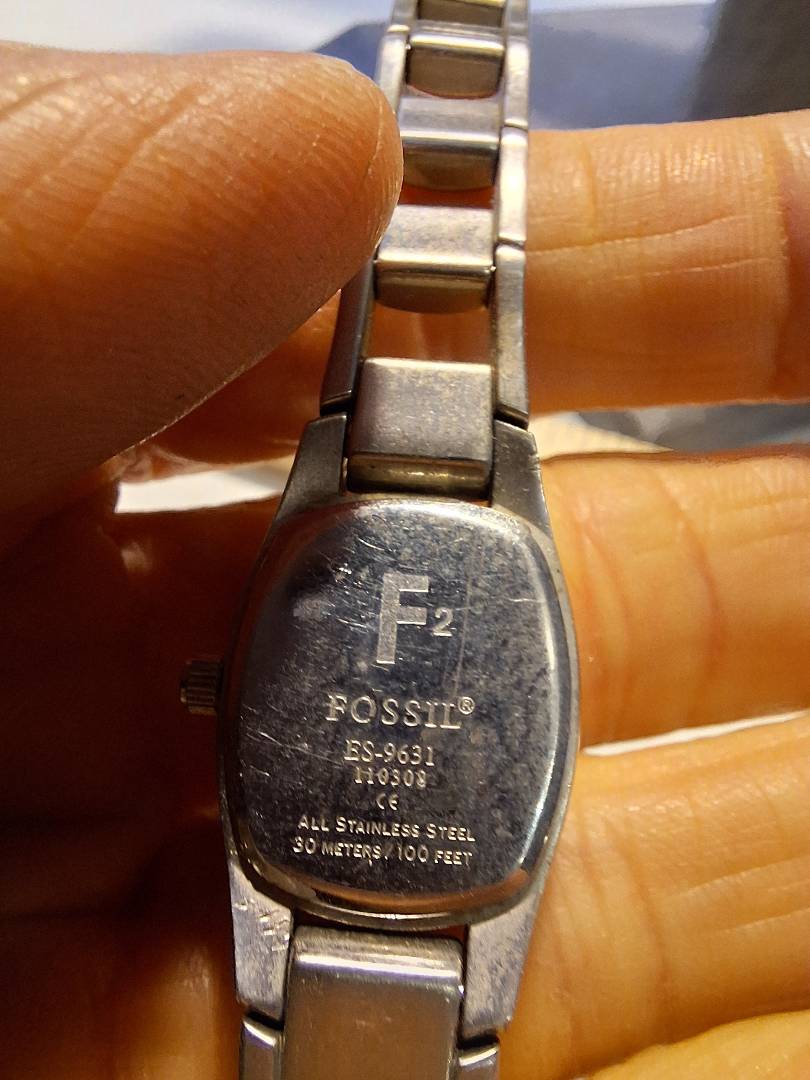 F2
FOSSIL®
ES-9631
110308
CE
ALL STAINLESS STEEL
30 METERS/100 FEET